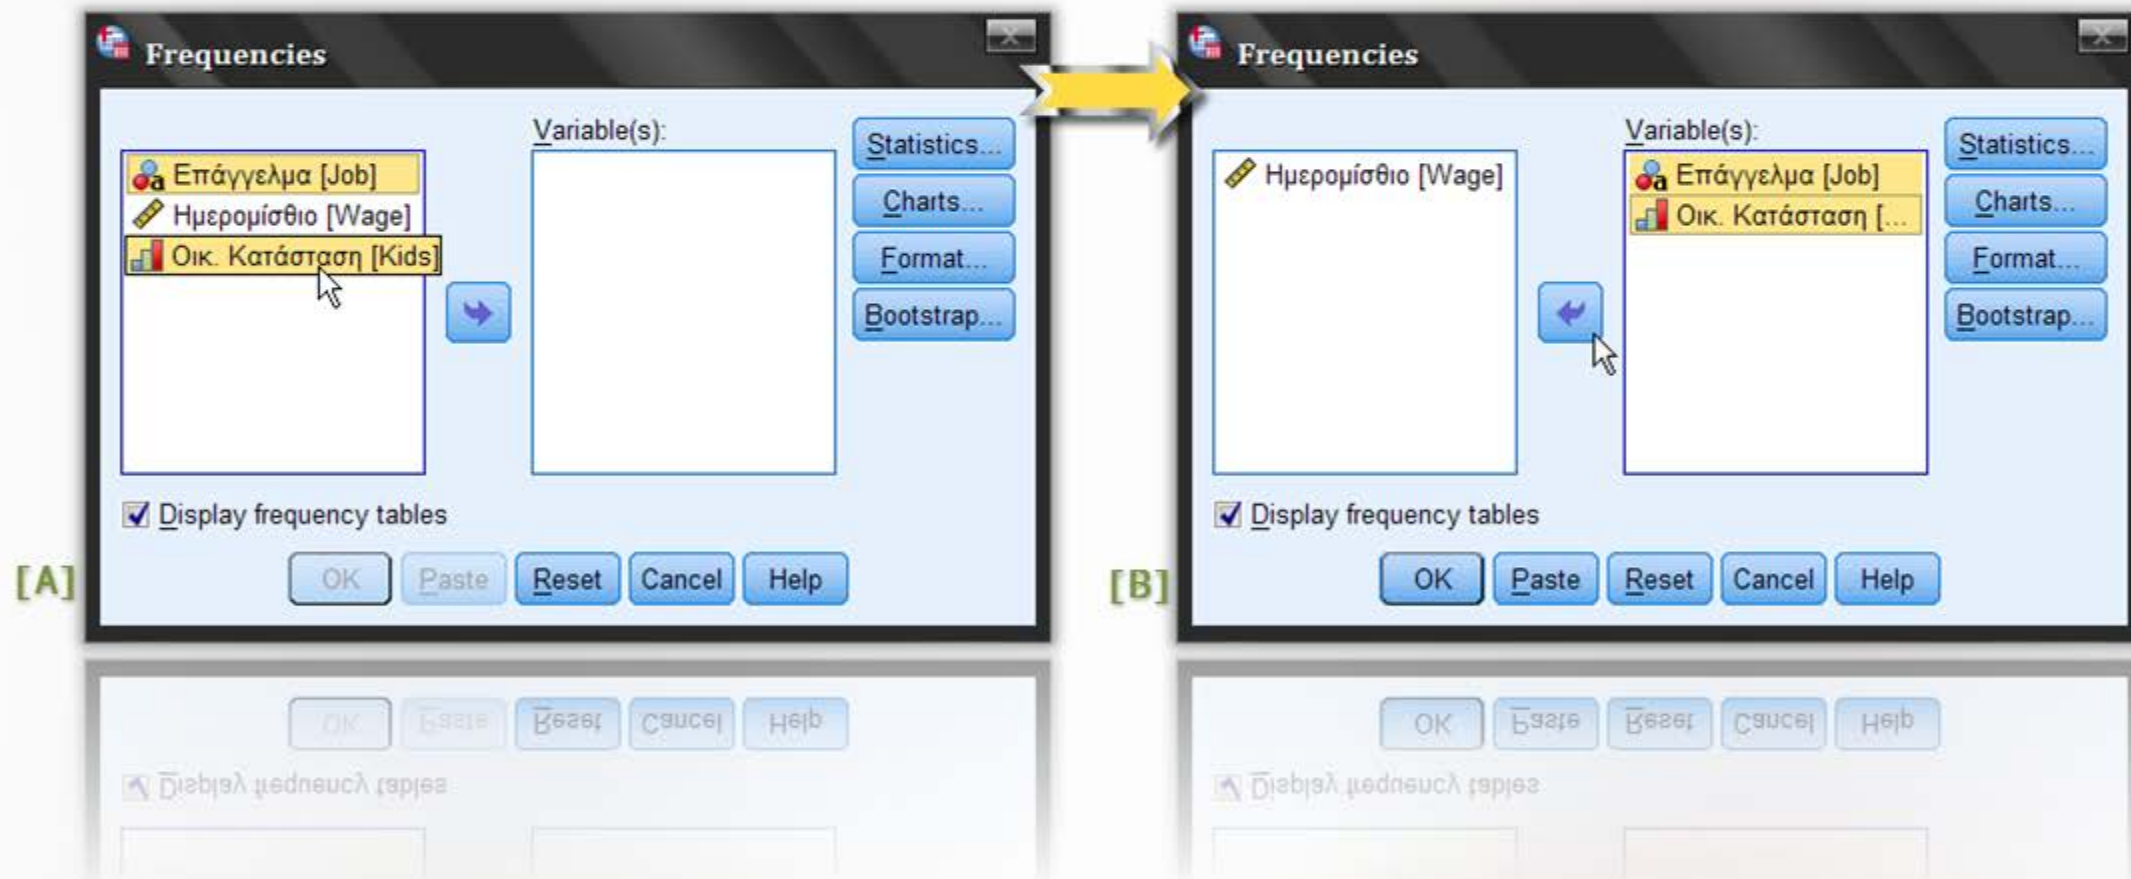 Frequencies
Variable(s):
Επάγγελμα [Job]
Ημερομίσθιο [Wage]
Οικ. Κατάσταση [Kids]
Statistics...
Charts...
Format...
Bootstrap...
Display frequency tables
OK Paste Reset Cancel Help
[A]
Frequencies
Variable(s):
Ημερομίσθιο [Wage]
Επάγγελμα [Job]
Οικ. Κατάσταση [...
Statistics...
Charts...
Format...
Bootstrap...
Display frequency tables
OK Paste Reset Cancel Help
[B]